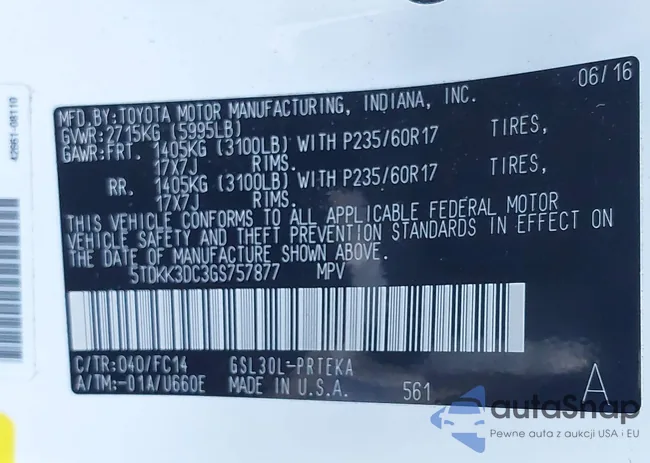 42661-08110
06/16
MFD.BY:TOYOTA MOTOR MANUFACTURING, INDIANA, INC.
GVWR:2715KG (5995LB)
GAWR:FRT. 1405KG (3100LB) WITH P235/60R17 TIRES,
17X7J RIMS.
RR. 1405KG (3100LB) WITH P235/60R17 TIRES,
17X7J RIMS.
THIS VEHICLE CONFORMS TO ALL APPLICABLE FEDERAL MOTOR
VEHICLE SAFETY AND THEFT PREVENTION STANDARDS IN EFFECT ON
THE DATE OF MANUFACTURE SHOWN ABOVE.
5TDKK3DC3GS757877 MPV
C/TR:040/FC14 GSL30L-PRTEKA
A/TM:-01A/U660E MADE IN U.S.A. 561 A
autaSnap
Pewne auta z aukcji USA i EU